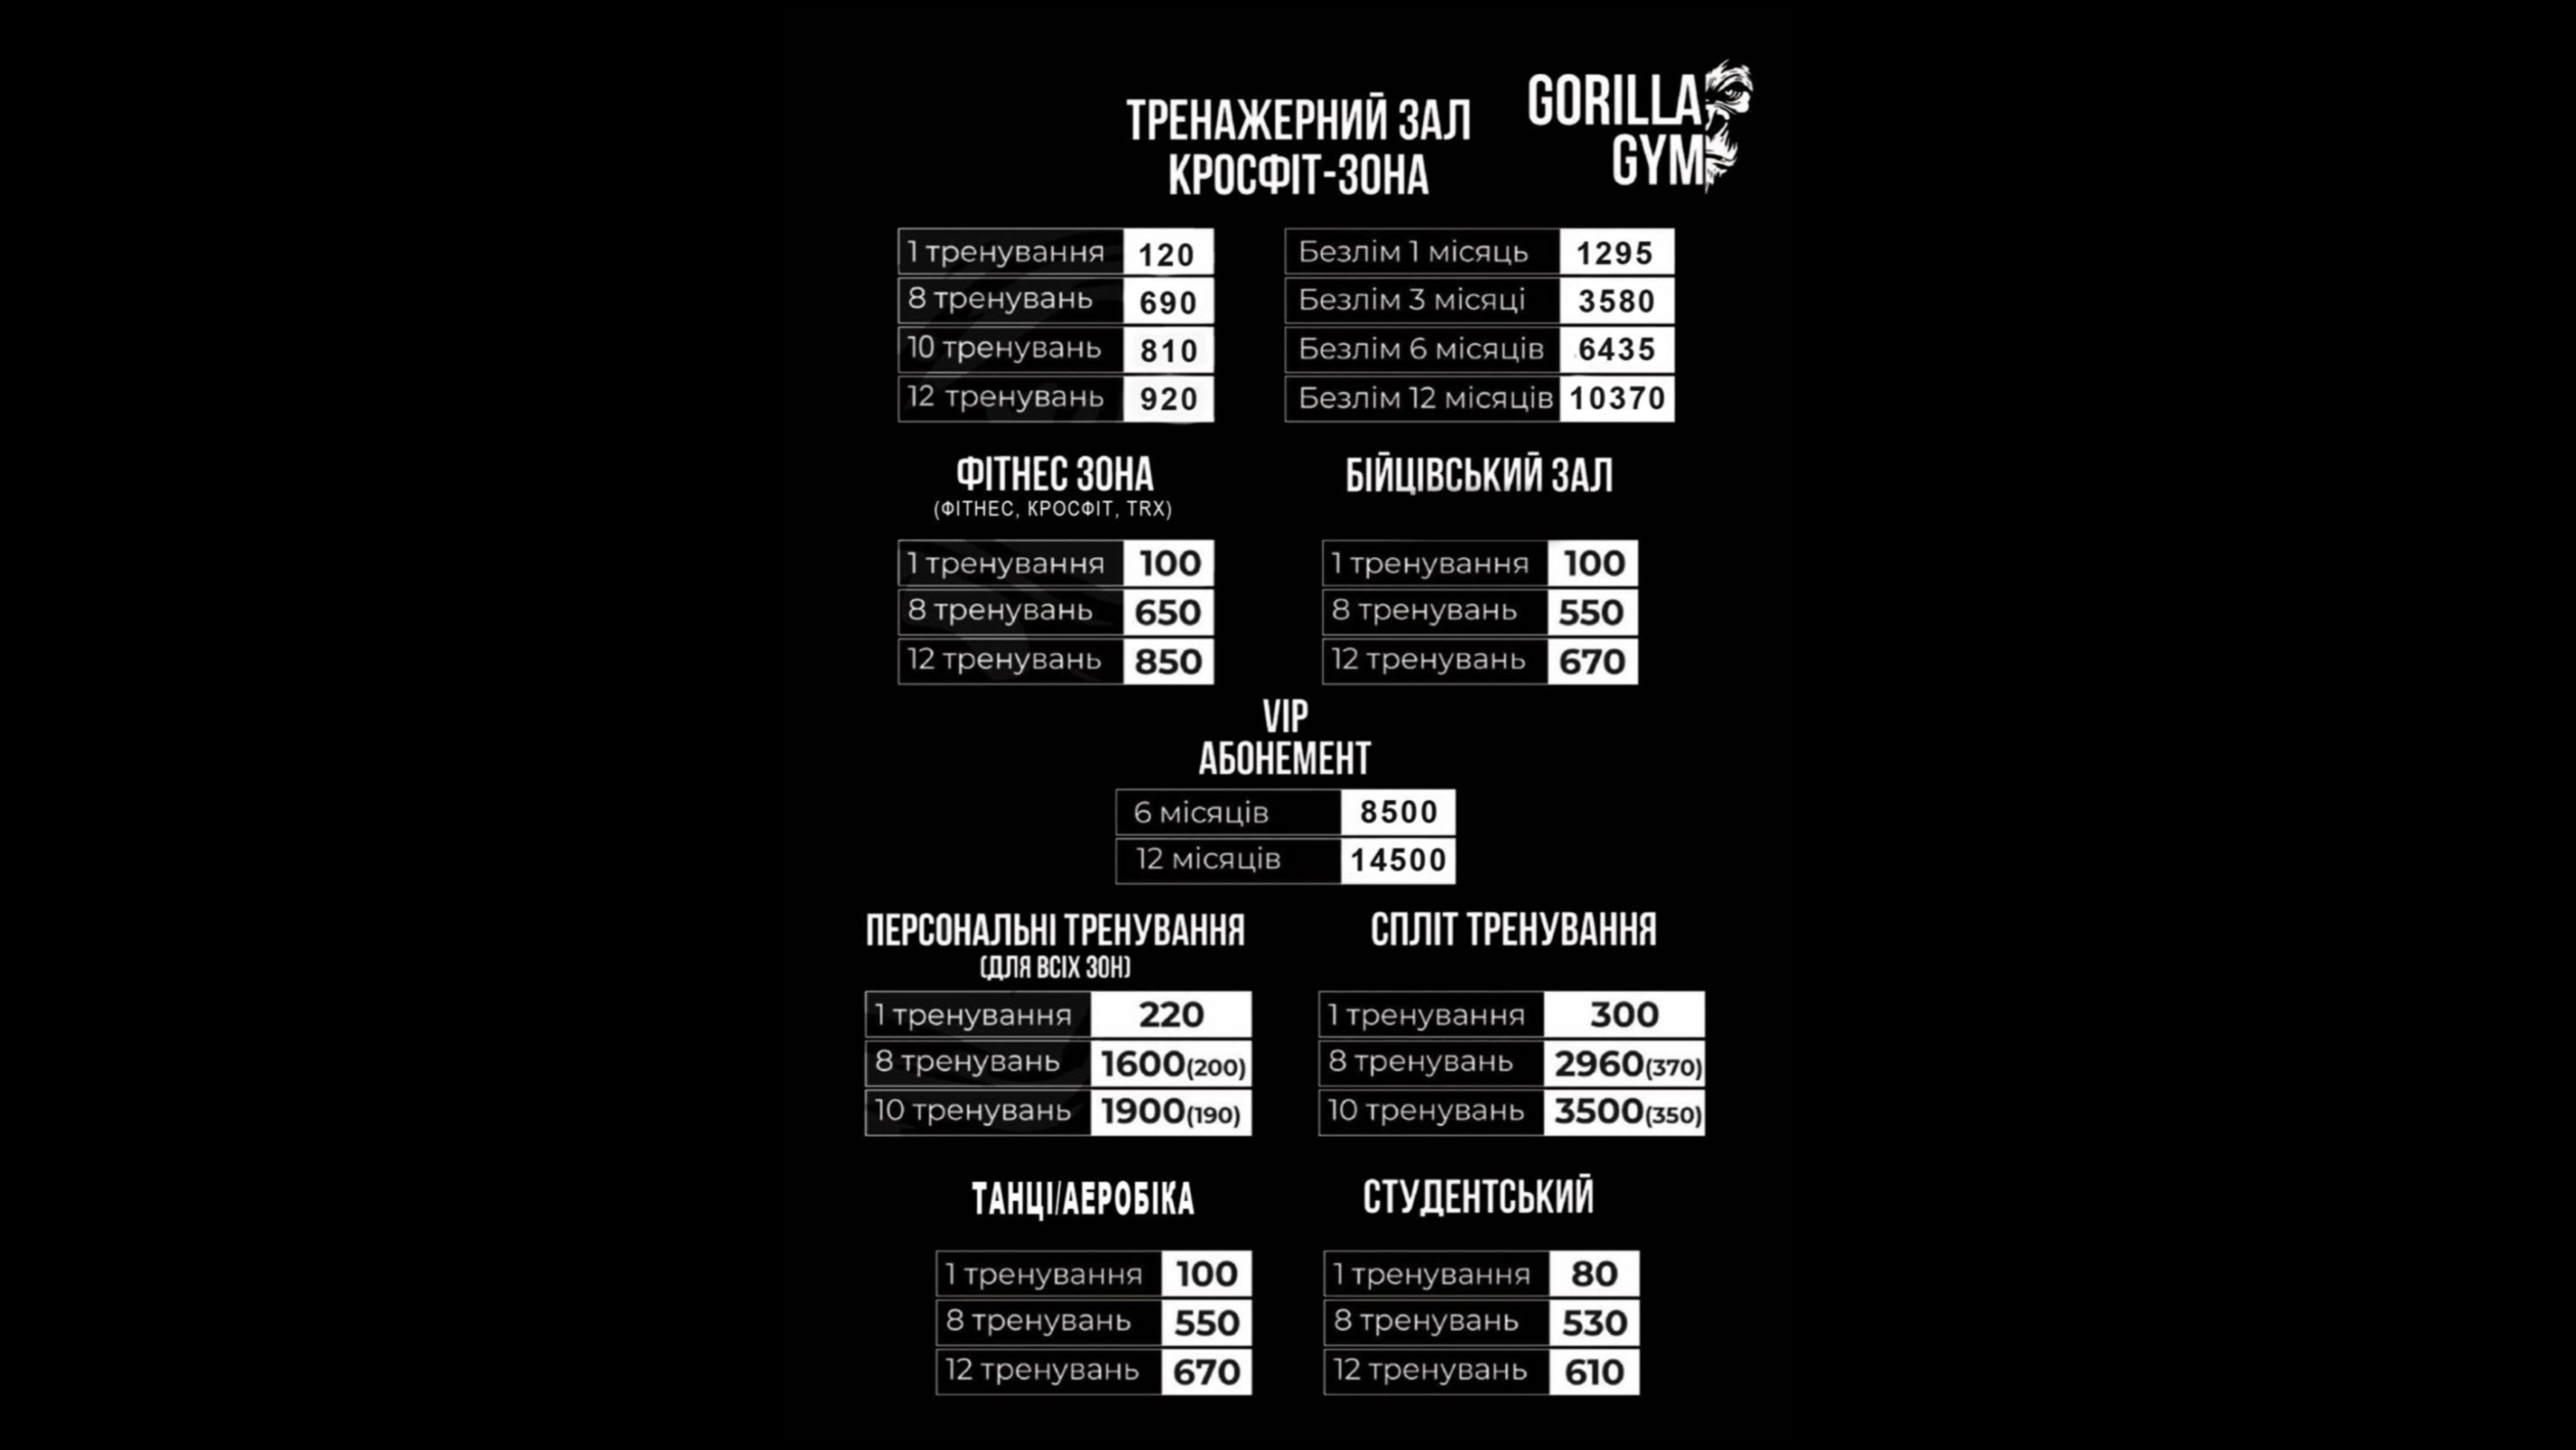 GORILLA
GYM
ТРЕНАЖЕРНИЙ ЗАЛ
КРОСФІТ-ЗОНА
1 тренування 120
8 тренувань 690
10 тренувань 810
12 тренувань 920
Безлім 1 місяць 1295
Безлім 3 місяці 3580
Безлім 6 місяців 6435
Безлім 12 місяців 10370
ФІТНЕС ЗОНА
(ФІТНЕС, КРОСФІТ, TRX)
1 тренування 100
8 тренувань 650
12 тренувань 850
БІЙЦІВСЬКИЙ ЗАЛ
1 тренування 100
8 тренувань 550
12 тренувань 670
VIP
АБОНЕМЕНТ
6 місяців 8500
12 місяців 14500
ПЕРСОНАЛЬНІ ТРЕНУВАННЯ
(ДЛЯ ВСІХ ЗОН)
1 тренування 220
8 тренувань 1600(200)
10 тренувань 1900(190)
СПЛІТ ТРЕНУВАННЯ
1 тренування 300
8 тренувань 2960(370)
10 тренувань 3500(350)
ТАНЦІ/АЕРОБІКА
1 тренування 100
8 тренувань 550
12 тренувань 670
СТУДЕНТСЬКИЙ
1 тренування 80
8 тренувань 530
12 тренувань 610